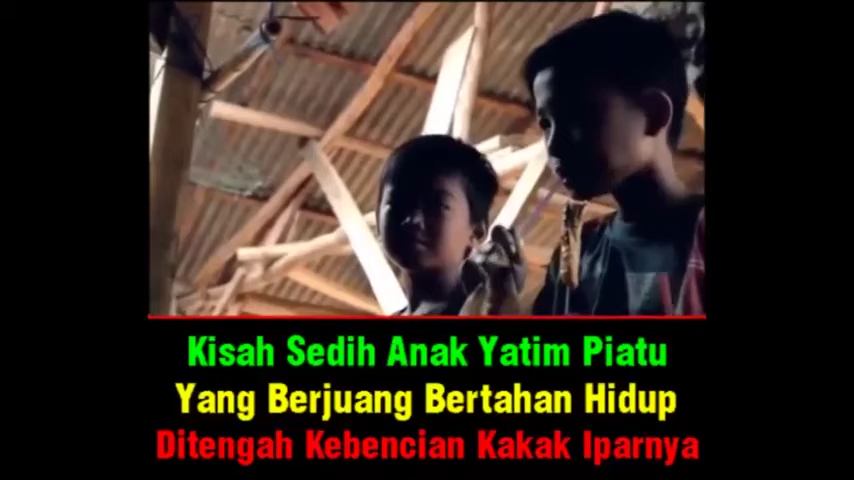 Kisah Sedih Anak Yatim Piatu
Yang Berjuang Bertahan Hidup
Ditengah Kebencian Kakak Iparnya